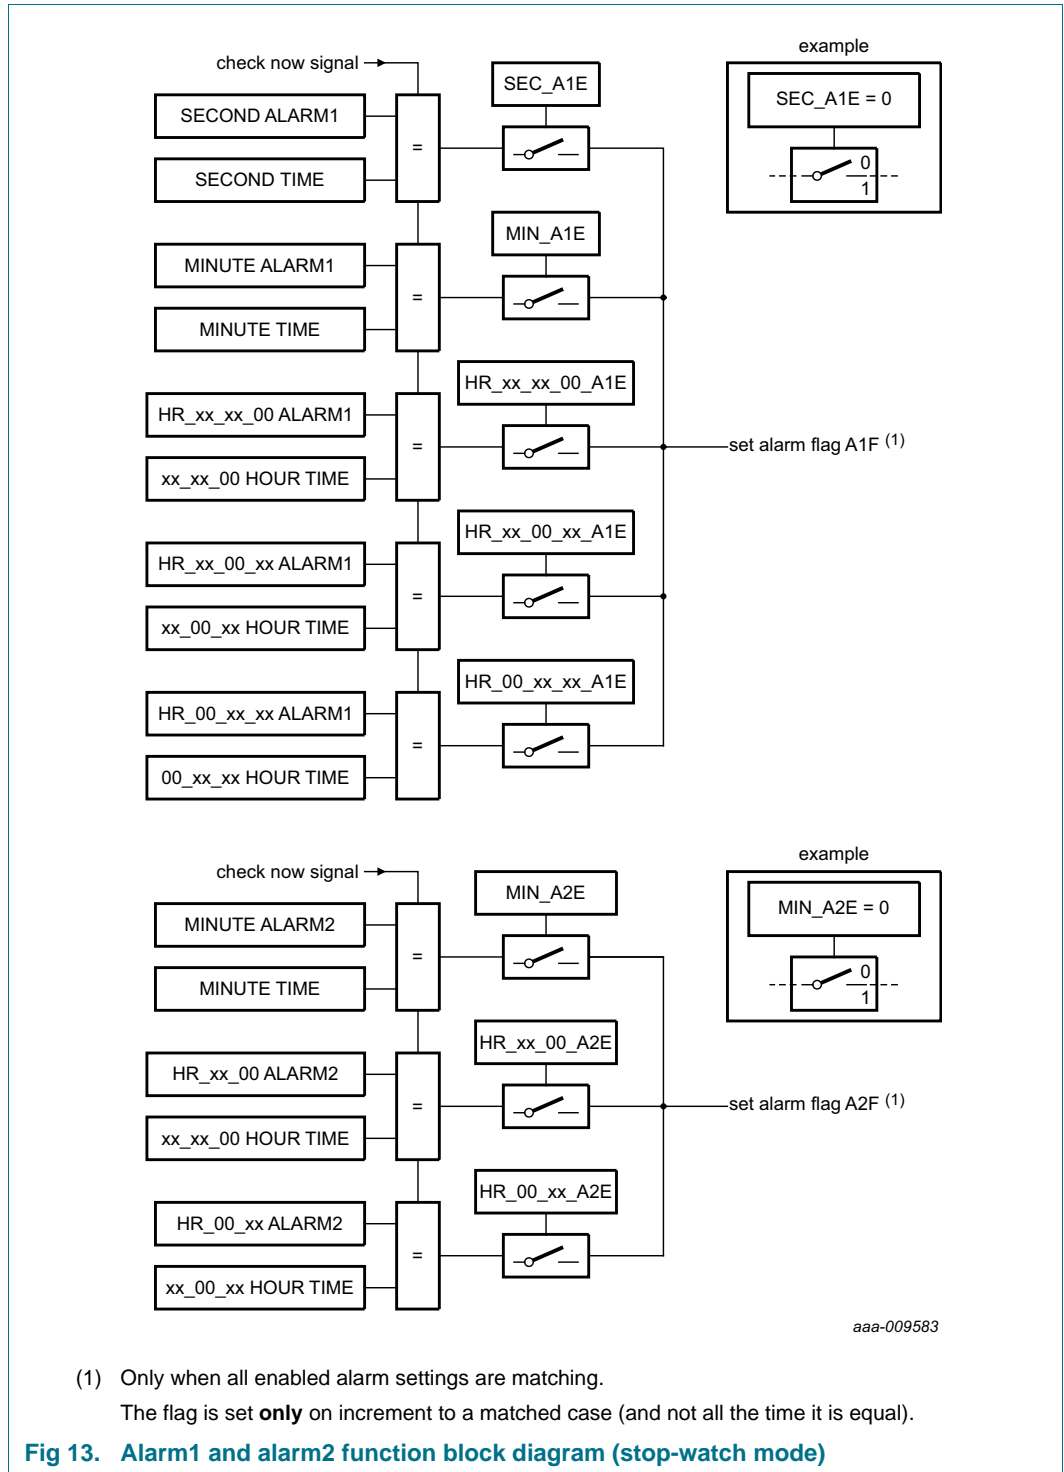 example
check now signal
SEC_A1E
SEC_A1E = 0
SECOND ALARM1
=
0
1
SECOND TIME
MIN_A1E
MINUTE ALARM1
=
MINUTE TIME
HR_xx_xx_00_A1E
HR_xx_xx_00 ALARM1
=
set alarm flag A1F (1)
xx_xx_00 HOUR TIME
HR_xx_00_xx_A1E
HR_xx_00_xx ALARM1
=
xx_00_xx HOUR TIME
HR_00_xx_xx_A1E
HR_00_xx_xx ALARM1
=
00_xx_xx HOUR TIME
example
check now signal
MIN_A2E
MIN_A2E = 0
MINUTE ALARM2
=
0
1
MINUTE TIME
HR_xx_00_A2E
HR_xx_00 ALARM2
=
set alarm flag A2F (1)
xx_xx_00 HOUR TIME
HR_00_xx_A2E
HR_00_xx ALARM2
=
xx_00_xx HOUR TIME
aaa-009583
(1) Only when all enabled alarm settings are matching.
The flag is set only on increment to a matched case (and not all the time it is equal).
Fig 13. Alarm1 and alarm2 function block diagram (stop-watch mode)